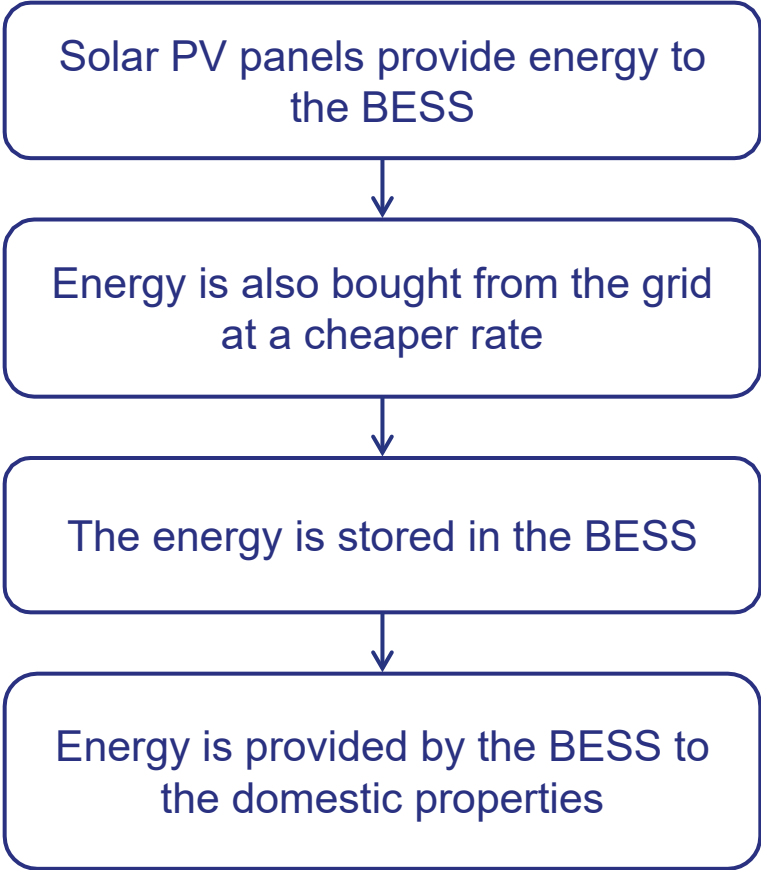 Solar PV panels provide energy to
the BESS
Energy is also bought from the grid
at a cheaper rate
The energy is stored in the BESS
Energy is provided by the BESS to
the domestic properties